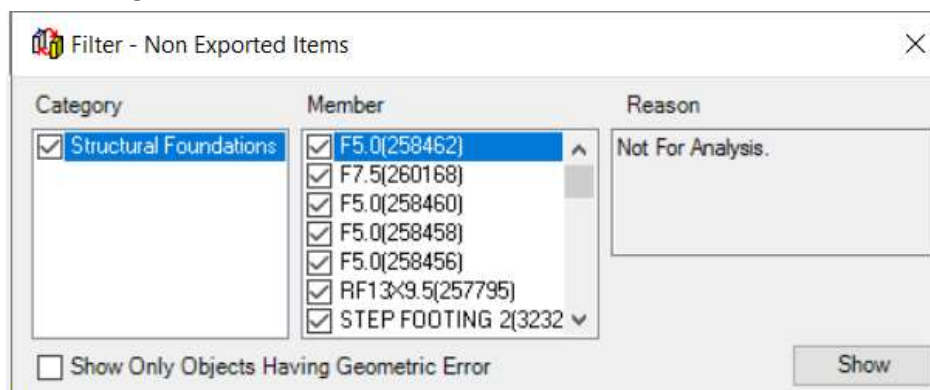 Filter - Non Exported Items
Category
Member
Reason
Structural Foundations
F5.0(258462)
F7.5(260168)
F5.0(258460)
F5.0(258458)
F5.0(258456)
RF13X9.5(257795)
STEP FOOTING 2(3232
Not For Analysis.
Show Only Objects Having Geometric Error
Show